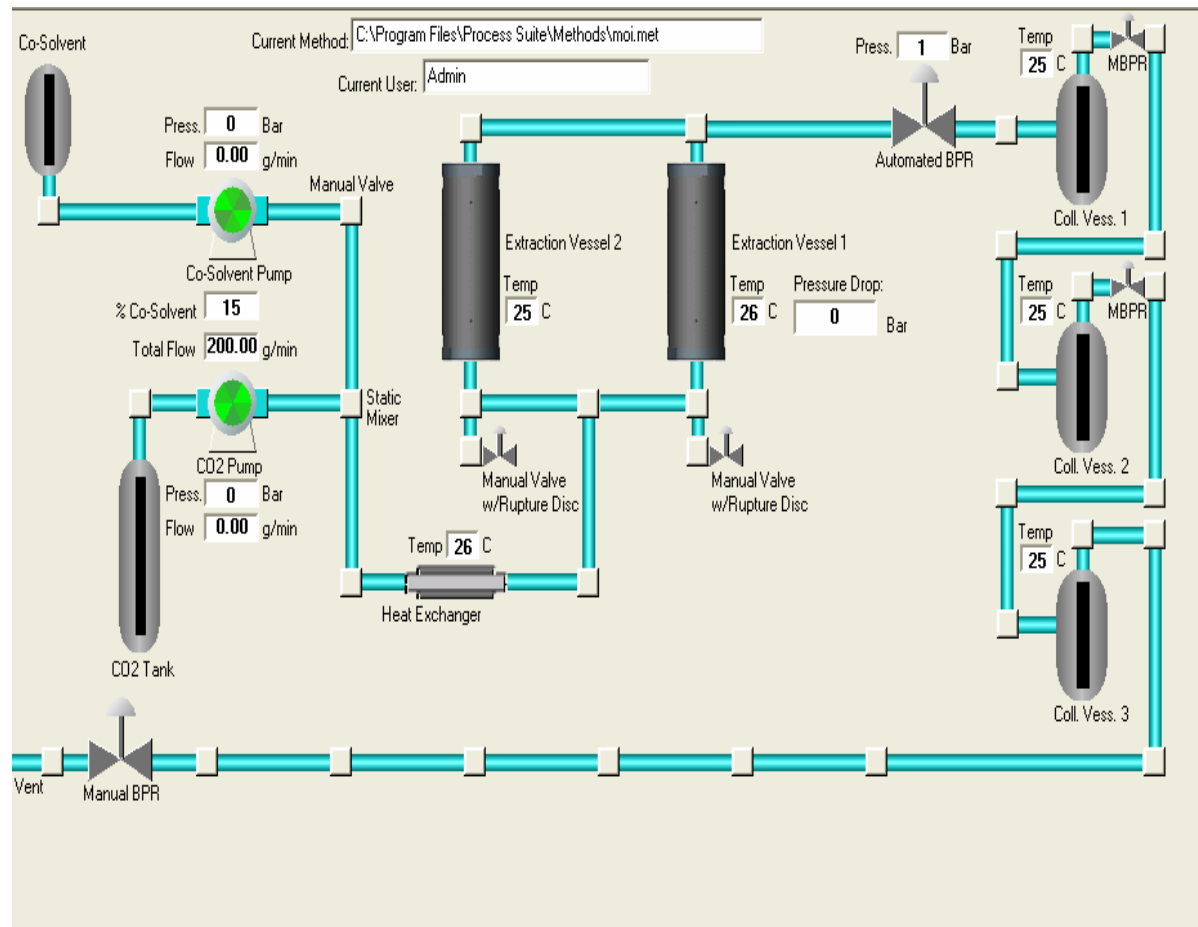 Co-Solvent
Current Method: C:\Program Files\Process Suite\Methods\moi.met
Current User: Admin
Press. 1 Bar
Temp
25 C
MBPR
Press. 0 Bar
Flow 0.00 g/min
Manual Valve
Automated BPR
Coll. Vess. 1
Co-Solvent Pump
% Co-Solvent 15
Total Flow 200.00 g/min
Extraction Vessel 2
Temp
25 C
Extraction Vessel 1
Temp
26 C
Pressure Drop:
0 Bar
Temp
25 C
MBPR
Coll. Vess. 2
Static
Mixer
CO2 Pump
Press. 0 Bar
Flow 0.00 g/min
Manual Valve
w/Rupture Disc
Manual Valve
w/Rupture Disc
Temp 26 C
Heat Exchanger
CO2 Tank
Temp
25 C
Coll. Vess. 3
Vent
Manual BPR